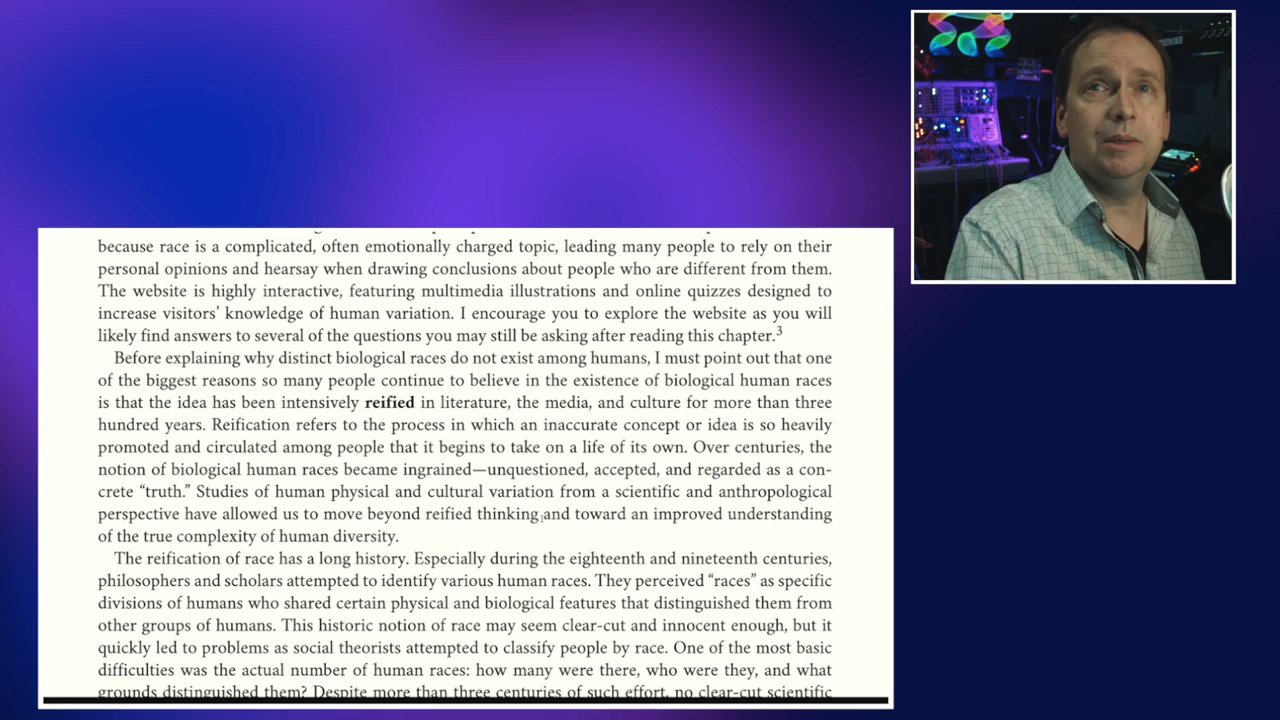 because race is a complicated, often emotionally charged topic, leading many people to rely on their
personal opinions and hearsay when drawing conclusions about people who are different from them.
The website is highly interactive, featuring multimedia illustrations and online quizzes designed to
increase visitors’ knowledge of human variation. I encourage you to explore the website as you will
likely find answers to several of the questions you may still be asking after reading this chapter.3
Before explaining why distinct biological races do not exist among humans, I must point out that one
of the biggest reasons so many people continue to believe in the existence of biological human races
is that the idea has been intensively reified in literature, the media, and culture for more than three
hundred years. Reification refers to the process in which an inaccurate concept or idea is so heavily
promoted and circulated among people that it begins to take on a life of its own. Over centuries, the
notion of biological human races became ingrained—unquestioned, accepted, and regarded as a con-
crete “truth.” Studies of human physical and cultural variation from a scientific and anthropological
perspective have allowed us to move beyond reified thinking and toward an improved understanding
of the true complexity of human diversity.
The reification of race has a long history. Especially during the eighteenth and nineteenth centuries,
philosophers and scholars attempted to identify various human races. They perceived “races” as specific
divisions of humans who shared certain physical and biological features that distinguished them from
other groups of humans. This historic notion of race may seem clear-cut and innocent enough, but it
quickly led to problems as social theorists attempted to classify people by race. One of the most basic
difficulties was the actual number of human races: how many were there, who were they, and what
grounds distinguished them? Despite more than three centuries of such effort, no clear-cut scientific